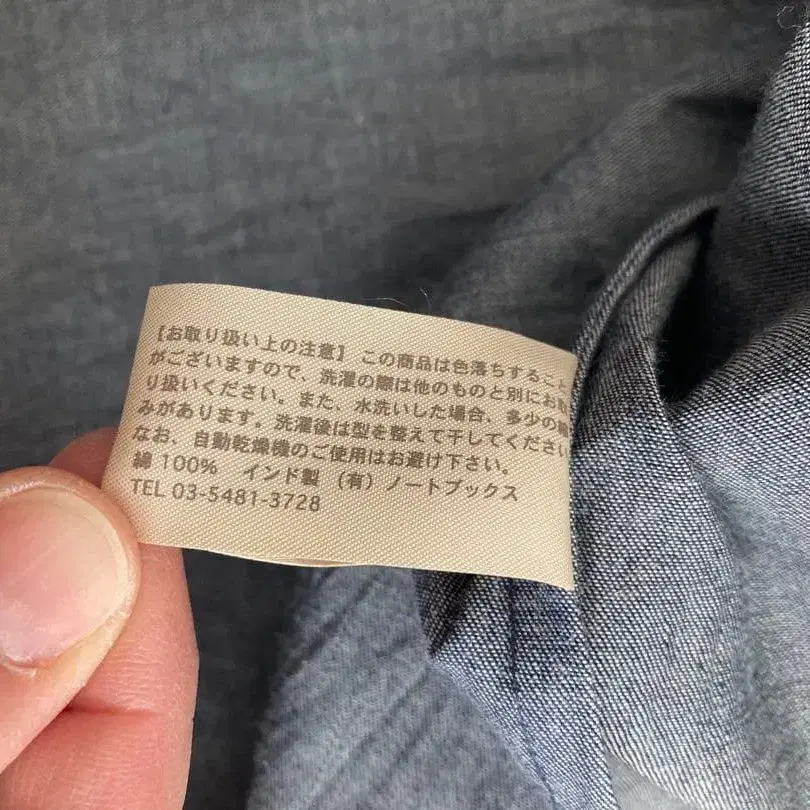 [お取り扱い上の注意] この商品は色落ちすること
がございますので、洗濯の際は他のものと別にお取
り扱いください。また、水洗いした場合、多少の縮
みがあります。洗濯後は型を整えて干してください
なお、自動乾燥機のご使用はお避け下さい。
綿 100% インド製 (有) ノートブックス
TEL 03-5481-3728